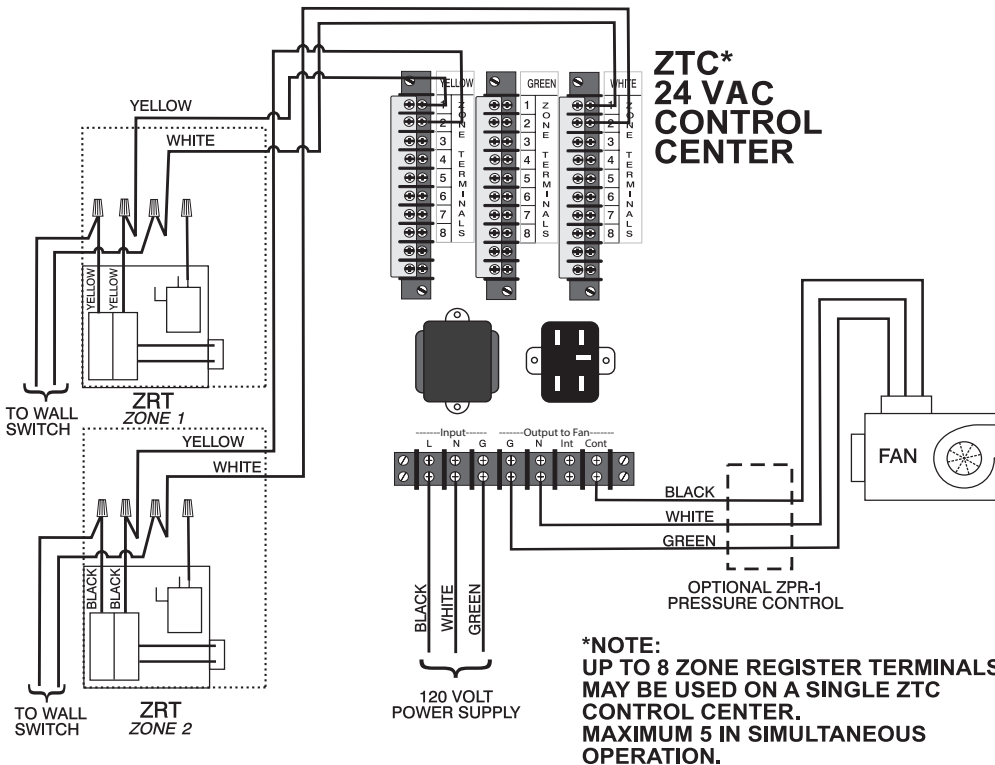 ZTC*
24 VAC
CONTROL
CENTER
YELLOW
1
2
3
4
5
6
7
8
ZONE TERMINALS
GREEN
1
2
3
4
5
6
7
8
ZONE TERMINALS
WHITE
1
2
3
4
5
6
7
8
ZONE TERMINALS
YELLOW
WHITE
YELLOW
YELLOW
TO WALL
SWITCH
ZRT
ZONE 1
YELLOW
WHITE
BLACK
BLACK
TO WALL
SWITCH
ZRT
ZONE 2
-------Input------ ------Output to Fan------
L N G G N Int Cont
BLACK
WHITE
GREEN
120 VOLT
POWER SUPPLY
BLACK
WHITE
GREEN
OPTIONAL ZPR-1
PRESSURE CONTROL
FAN
*NOTE:
UP TO 8 ZONE REGISTER TERMINALS
MAY BE USED ON A SINGLE ZTC
CONTROL CENTER.
MAXIMUM 5 IN SIMULTANEOUS
OPERATION.